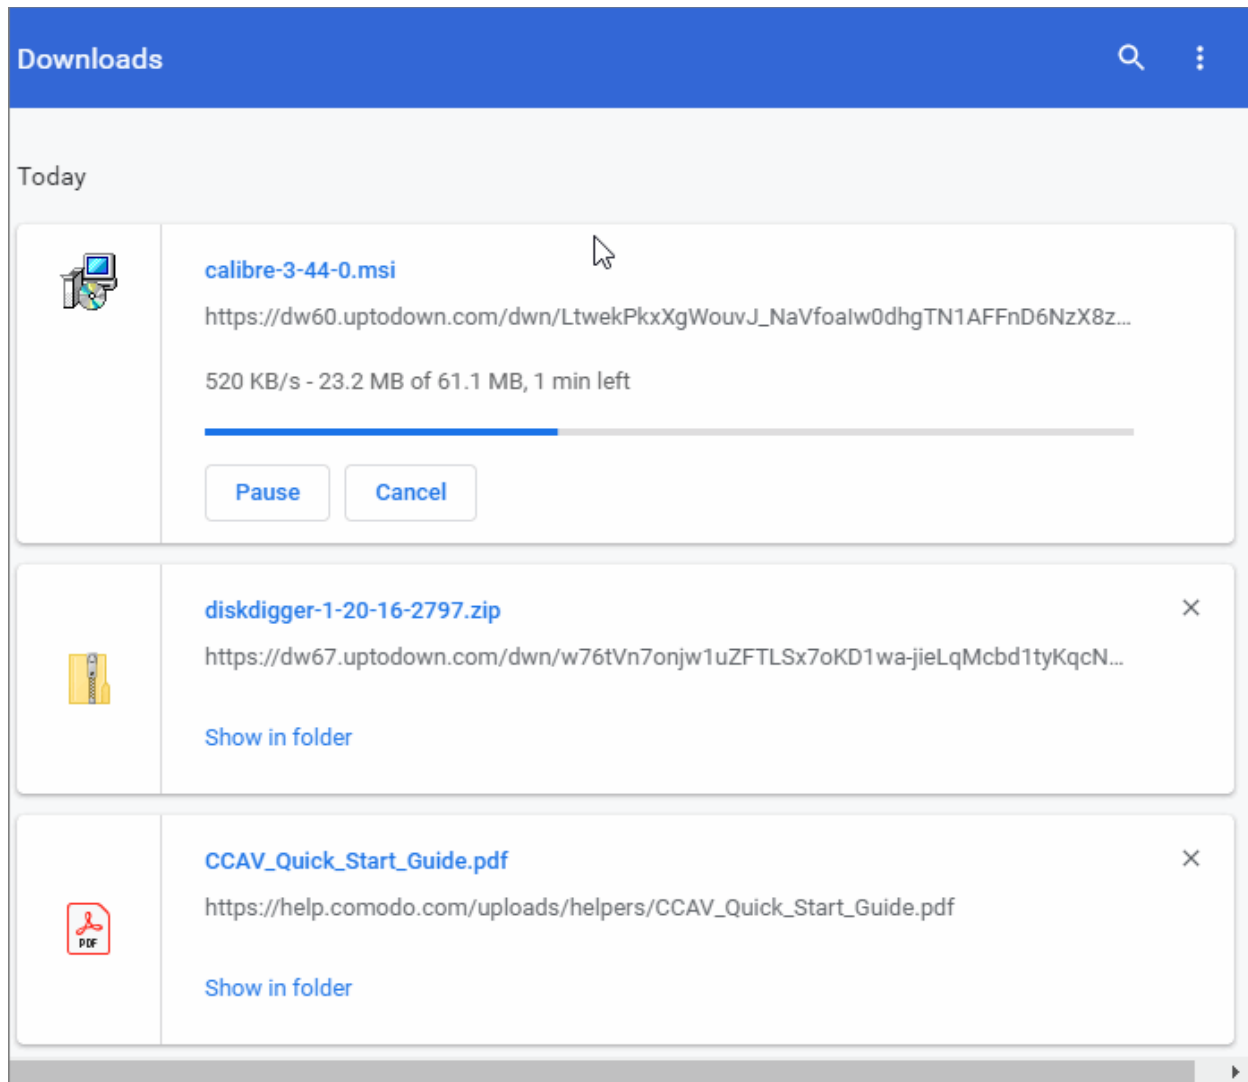 Downloads
Today
calibre-3-44-0.msi
https://dw60.uptodown.com/dwn/LtwekPkxXgWouvJ_NaVfoaIw0dhgTN1AFFnD6NzX8z...
520 KB/s - 23.2 MB of 61.1 MB, 1 min left
Pause Cancel
diskdigger-1-20-16-2797.zip
https://dw67.uptodown.com/dwn/w76tVn7onjw1uZFTLSx7oKD1wa-jieLqMcbd1tyKqcN...
Show in folder
CCAV_Quick_Start_Guide.pdf
https://help.comodo.com/uploads/helpers/CCAV_Quick_Start_Guide.pdf
PDF
Show in folder